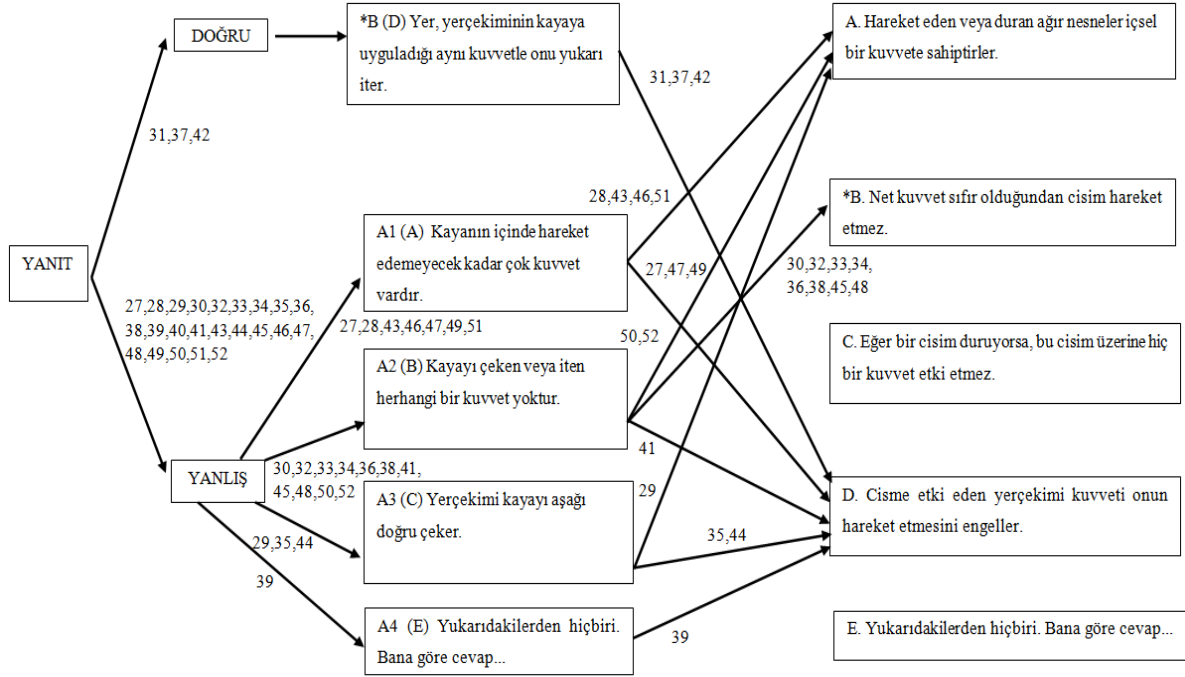 YANIT
DOĞRU
31,37,42
27,28,29,30,32,33,34,35,36,
38,39,40,41,43,44,45,46,47,
48,49,50,51,52
YANLIŞ
*B (D) Yer, yerçekiminin kayaya
uyguladığı aynı kuvvetle onu yukarı
iter.
A1 (A) Kayanın içinde hareket
edemeyecek kadar çok kuvvet
vardır.
27,28,43,46,47,49,51
A2 (B) Kayayı çeken veya iten
herhangi bir kuvvet yoktur.
30,32,33,34,36,38,41,
45,48,50,52
A3 (C) Yerçekimi kayayı aşağı
doğru çeker.
29,35,44
39
A4 (E) Yukarıdakilerden hiçbiri.
Bana göre cevap...
31,37,42
28,43,46,51
27,47,49
30,32,33,34,
36,38,45,48
50,52
41
29
35,44
39
A. Hareket eden veya duran ağır nesneler içsel
bir kuvvete sahiptirler.
*B. Net kuvvet sıfır olduğundan cisim hareket
etmez.
C. Eğer bir cisim duruyorsa, bu cisim üzerine hiç
bir kuvvet etki etmez.
D. Cisme etki eden yerçekimi kuvveti onun
hareket etmesini engeller.
E. Yukarıdakilerden hiçbiri. Bana göre cevap...